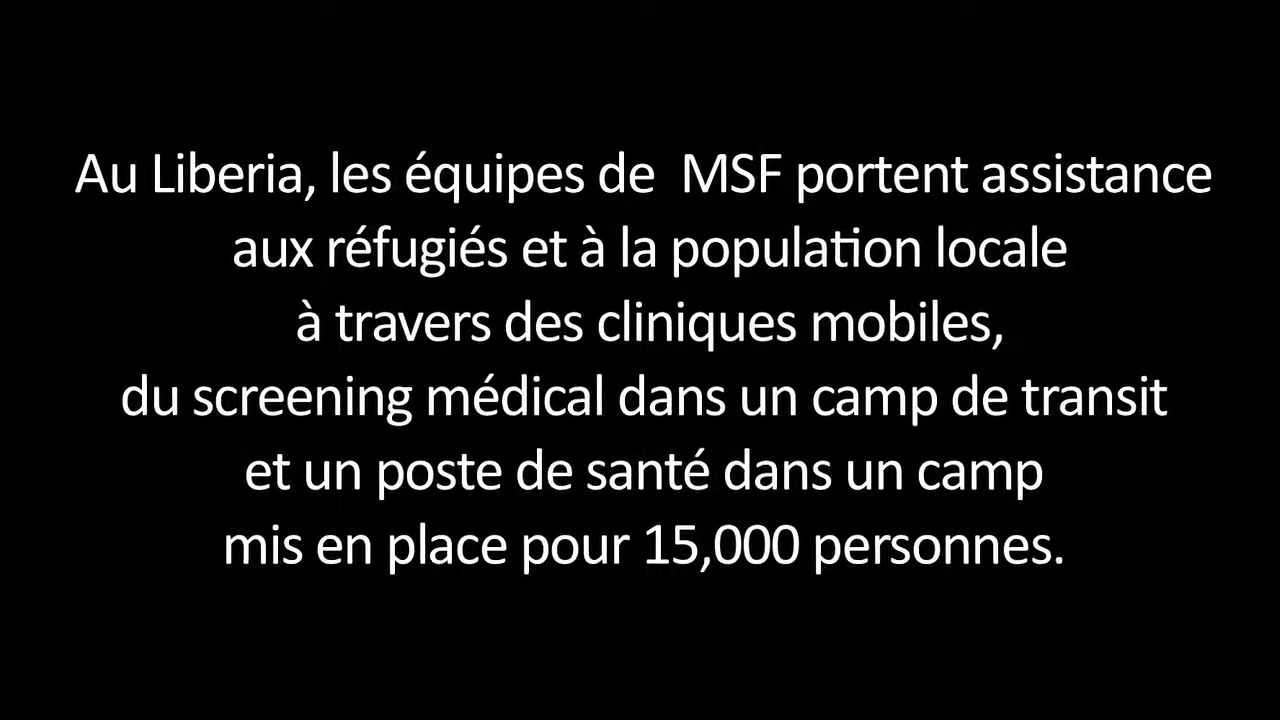 Au Liberia, les équipes de  MSF portent assistance
aux réfugiés et à la population locale
à travers des cliniques mobiles,
du screening médical dans un camp de transit
et un poste de santé dans un camp
mis en place pour 15,000 personnes.